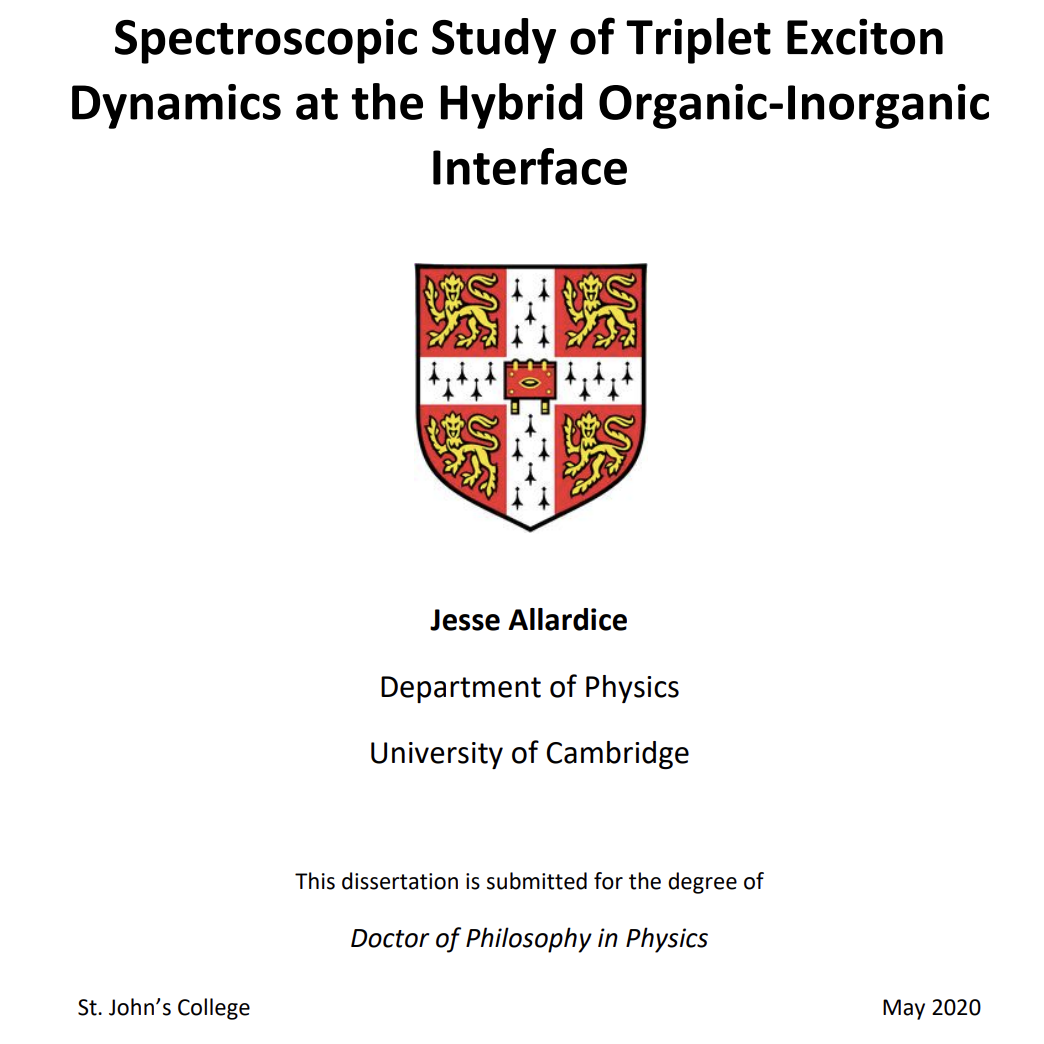 Spectroscopic Study of Triplet Exciton
Dynamics at the Hybrid Organic-Inorganic
Interface
Jesse Allardice
Department of Physics
University of Cambridge
This dissertation is submitted for the degree of
Doctor of Philosophy in Physics
St. John’s College
May 2020